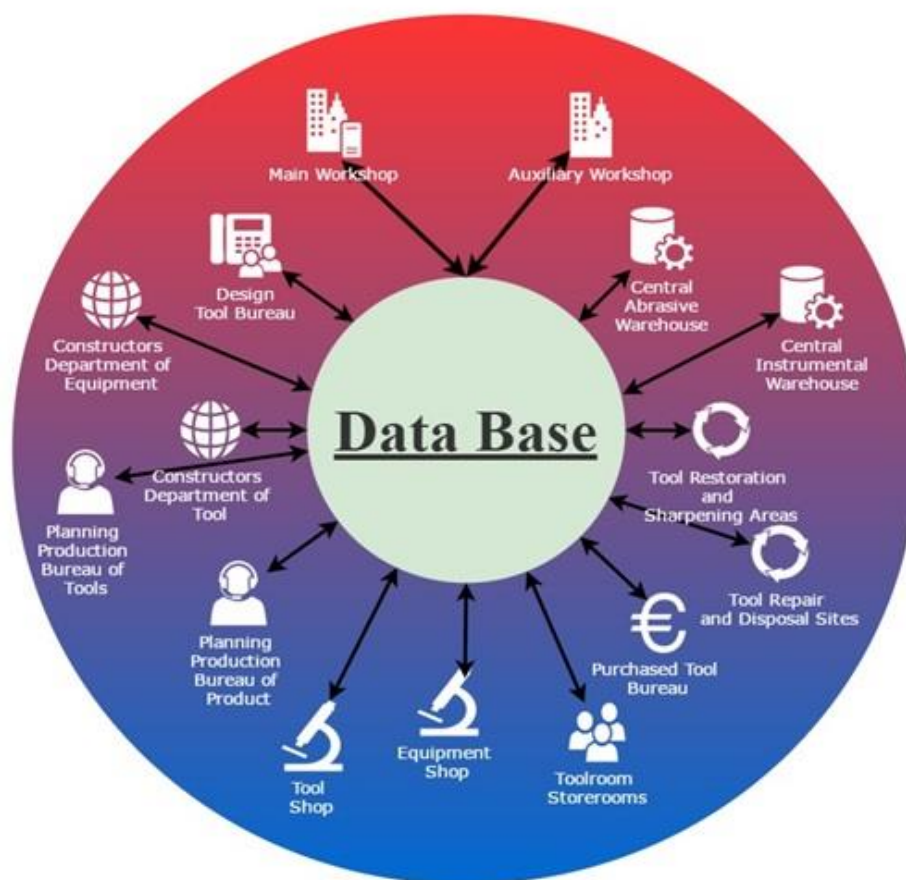 Main Workshop
Auxiliary Workshop
Design
Tool Bureau
Central
Abrasive
Warehouse
Constructors
Department of
Equipment
Central
Instrumental
Warehouse
Data Base
Constructors
Department of
Tool
Tool Restoration
and
Sharpening Areas
Planning
Production
Bureau of
Tools
Tool Repair
and Disposal Sites
Planning
Production
Bureau of
Product
Purchased Tool
Bureau
Tool
Shop
Equipment
Shop
Toolroom
Storerooms
€